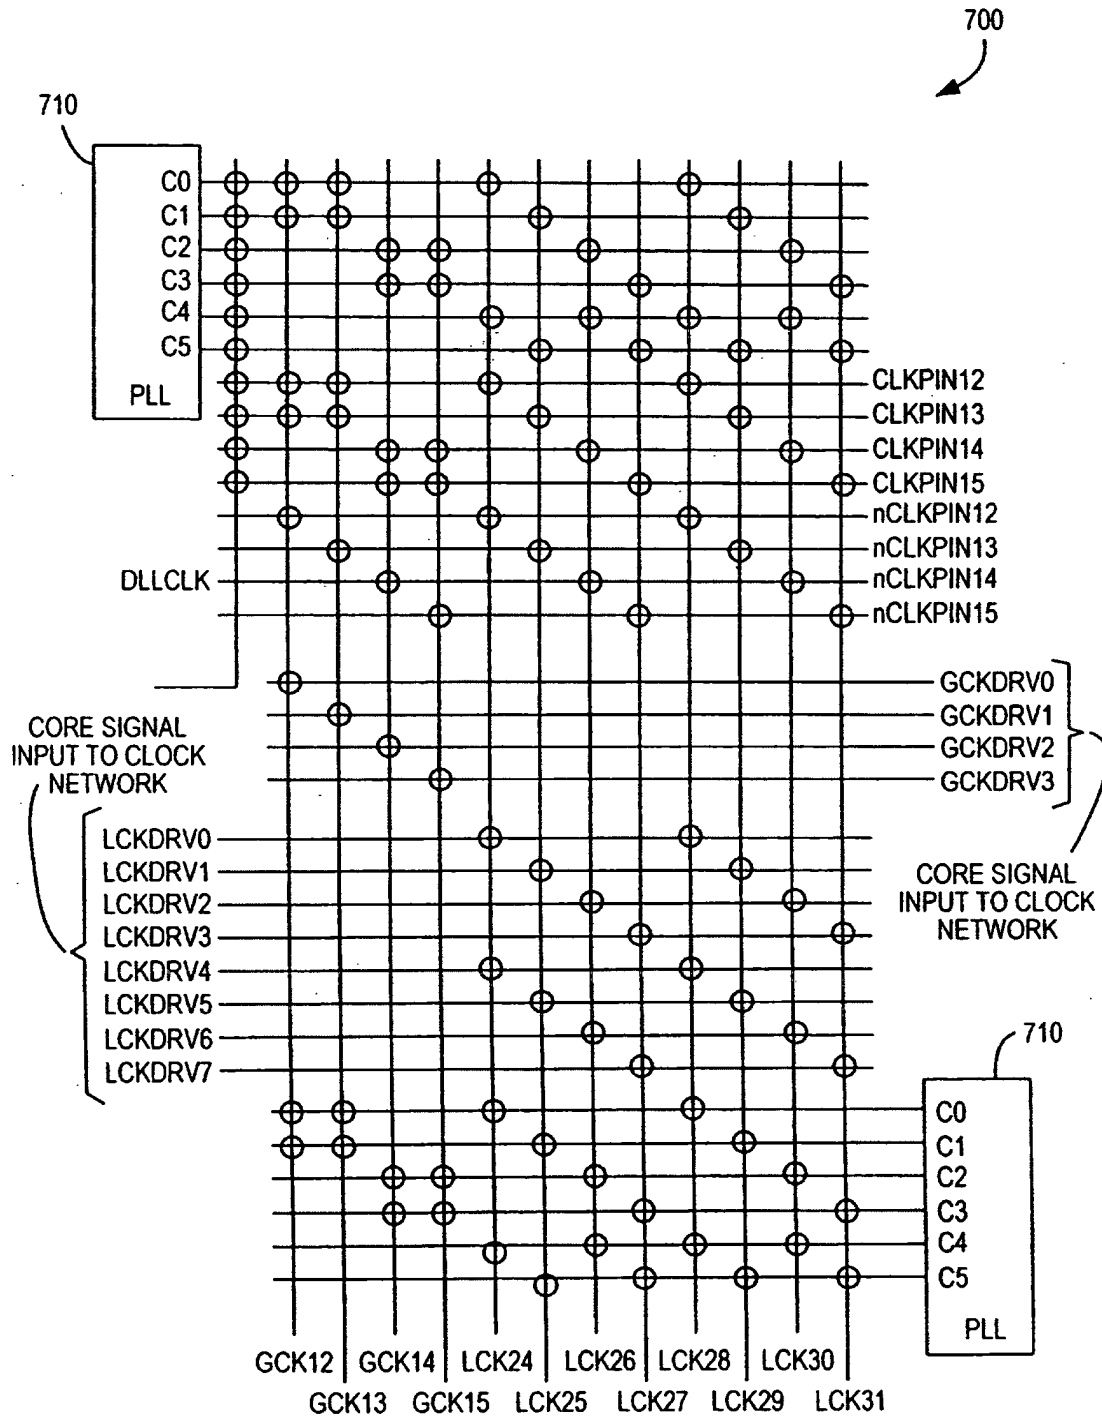 700
710
C0
C1
C2
C3
C4
C5
PLL
CLKPIN12
CLKPIN13
CLKPIN14
CLKPIN15
nCLKPIN12
nCLKPIN13
DLLCLK
nCLKPIN14
nCLKPIN15
GCKDRV0
GCKDRV1
GCKDRV2
GCKDRV3
CORE SIGNAL
INPUT TO CLOCK
NETWORK
LCKDRV0
LCKDRV1
LCKDRV2
LCKDRV3
LCKDRV4
LCKDRV5
LCKDRV6
LCKDRV7
CORE SIGNAL
INPUT TO CLOCK
NETWORK
710
C0
C1
C2
C3
C4
C5
PLL
GCK12
GCK14
LCK24
LCK26
LCK28
LCK30
GCK13
GCK15
LCK25
LCK27
LCK29
LCK31